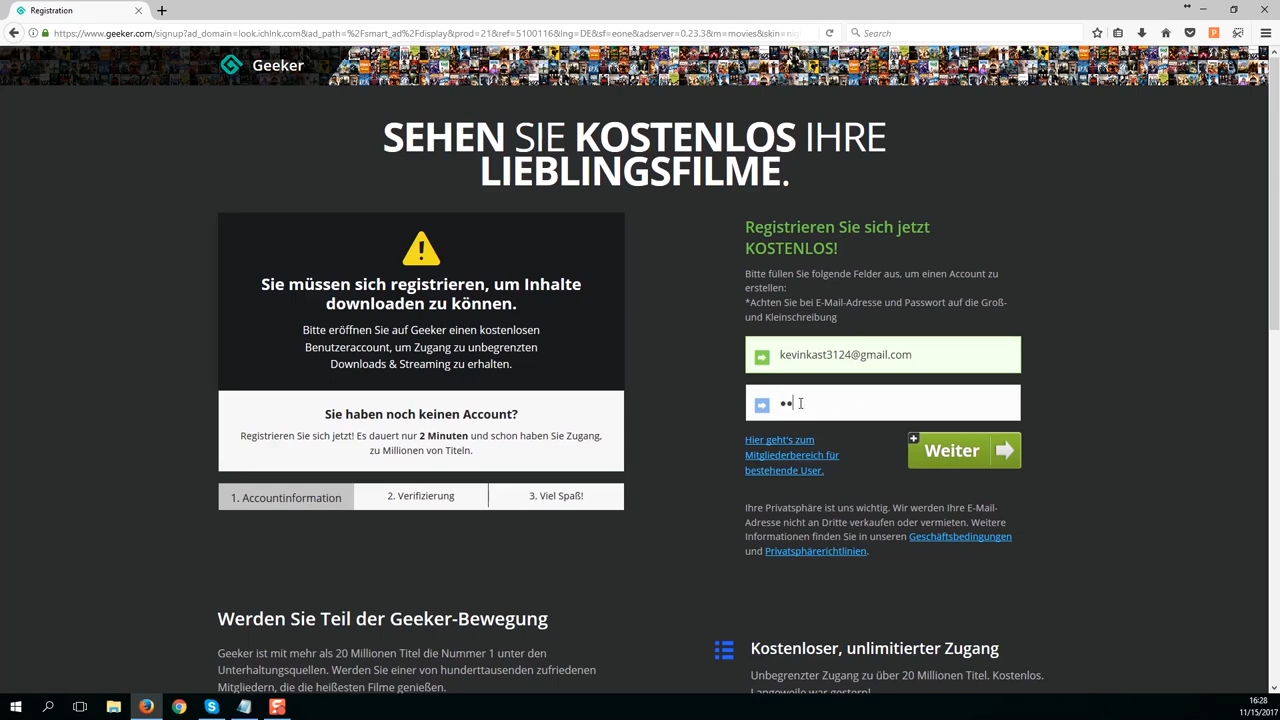 Registration
https://www.geeker.com/signup?ad_domain=look.ichlnk.com&ad_path=%2Fsmart_ad%2Fdisplay&prod=21&ref=5100116&lng=DE&sf=eone&adserver=0.23.3&m=movies&skin=nig
Search
Geeker
SEHEN SIE KOSTENLOS IHRE
LIEBLINGSFILME.
Sie müssen sich registrieren, um Inhalte
downloaden zu können.
Bitte eröffnen Sie auf Geeker einen kostenlosen
Benutzeraccount, um Zugang zu unbegrenzten
Downloads & Streaming zu erhalten.
Sie haben noch keinen Account?
Registrieren Sie sich jetzt! Es dauert nur 2 Minuten und schon haben Sie Zugang,
zu Millionen von Titeln.
1. Accountinformation
2. Verifizierung
3. Viel Spaß!
Registrieren Sie sich jetzt
KOSTENLOS!
Bitte füllen Sie folgende Felder aus, um einen Account zu
erstellen:
*Achten Sie bei E-Mail-Adresse und Passwort auf die Groß-
und Kleinschreibung
kevinkast3124@gmail.com
••
Hier geht's zum
Mitgliederbereich für
bestehende User.
Weiter
Ihre Privatsphäre ist uns wichtig. Wir werden Ihre E-Mail-
Adresse nicht an Dritte verkaufen oder vermieten. Weitere
Informationen finden Sie in unseren Geschäftsbedingungen
und Privatsphärerichtlinien.
Werden Sie Teil der Geeker-Bewegung
Geeker ist mit mehr als 20 Millionen Titel die Nummer 1 unter den
Unterhaltungsquellen. Werden Sie einer von hunderttausenden zufriedenen
Mitgliedern, die die heißesten Filme genießen.
Kostenloser, unlimitierter Zugang
Unbegrenzter Zugang zu über 20 Millionen Titel. Kostenlos.
Langeweile war gestern!
16:28
11/15/2017